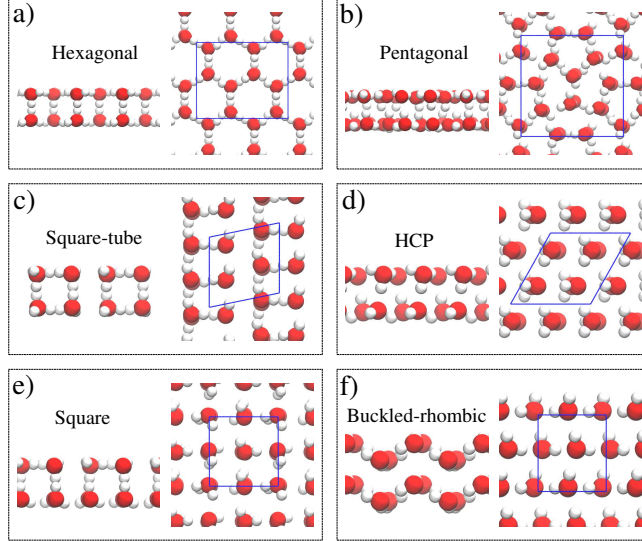 a)
Hexagonal
b)
Pentagonal
c)
Square-tube
d)
HCP
e)
Square
f)
Buckled-rhombic